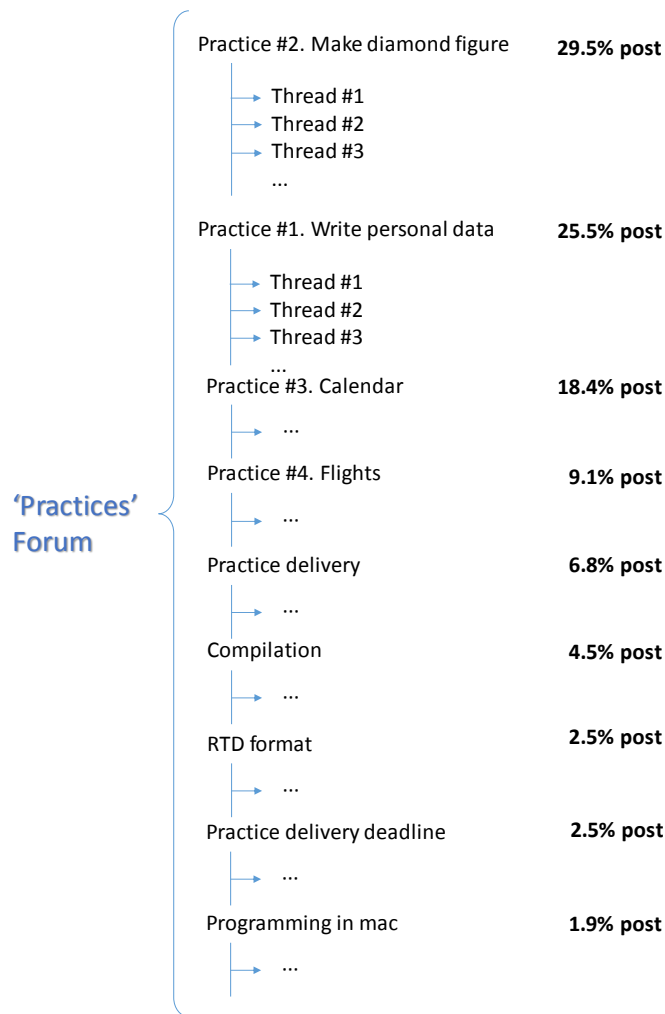 Practice #2. Make diamond figure 29.5% post
Thread #1
Thread #2
Thread #3
...
Practice #1. Write personal data 25.5% post
Thread #1
Thread #2
Thread #3
...
Practice #3. Calendar 18.4% post
...
Practice #4. Flights 9.1% post
...
‘Practices’
Forum
Practice delivery 6.8% post
...
Compilation 4.5% post
...
RTD format 2.5% post
...
Practice delivery deadline 2.5% post
...
Programming in mac 1.9% post
...